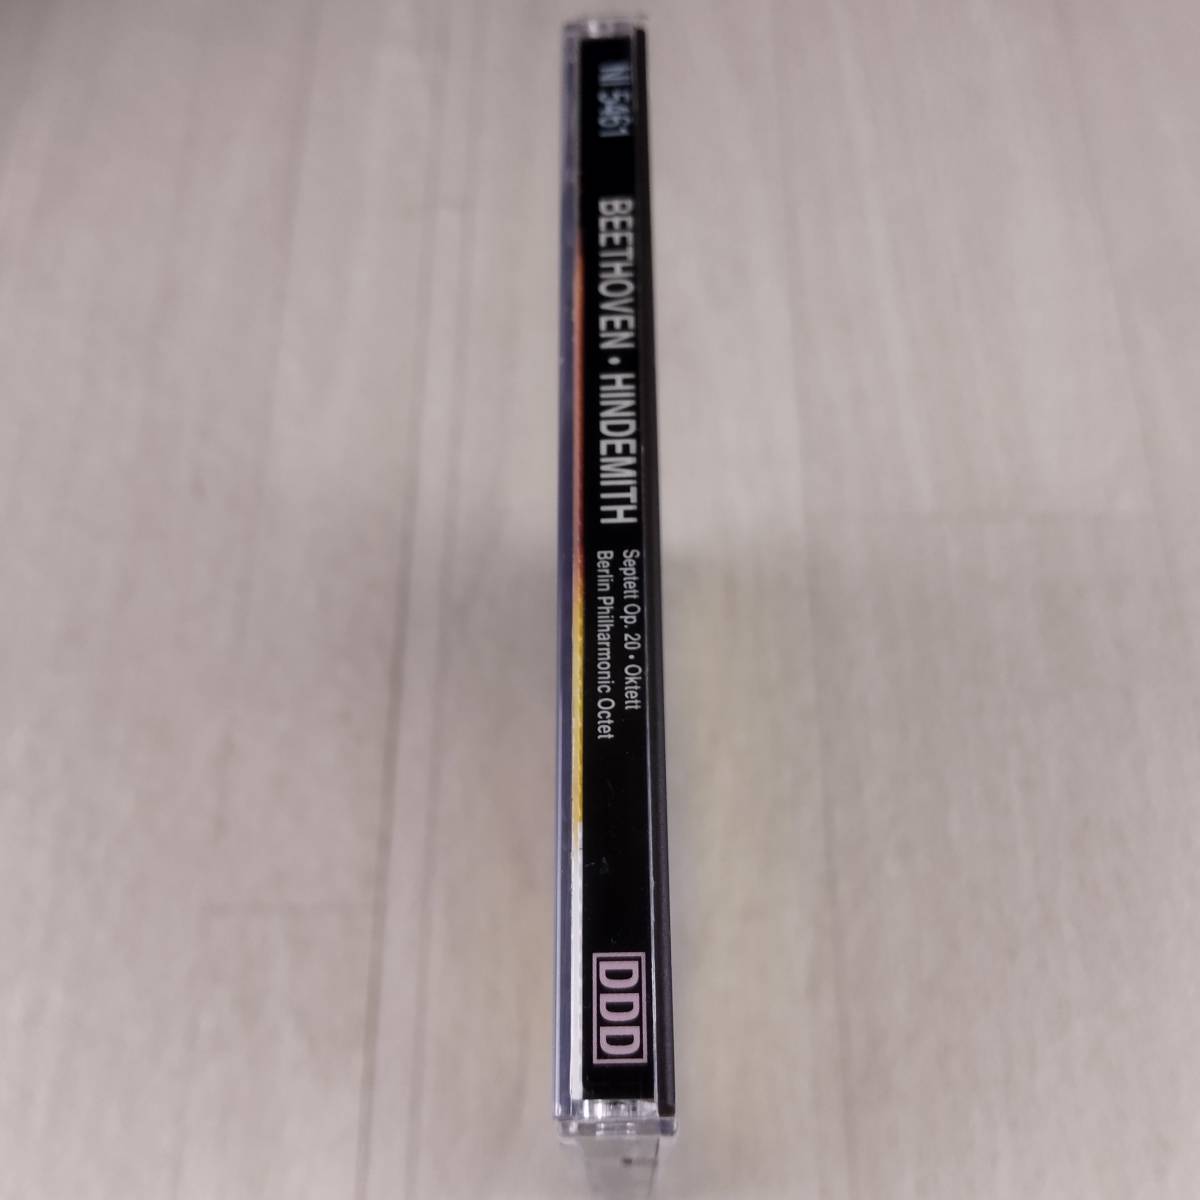 NI 5461
BEETHOVEN • HINDEMITH
Septett Op. 20 • Oktett
Berlin Philharmonic Octet
DDD